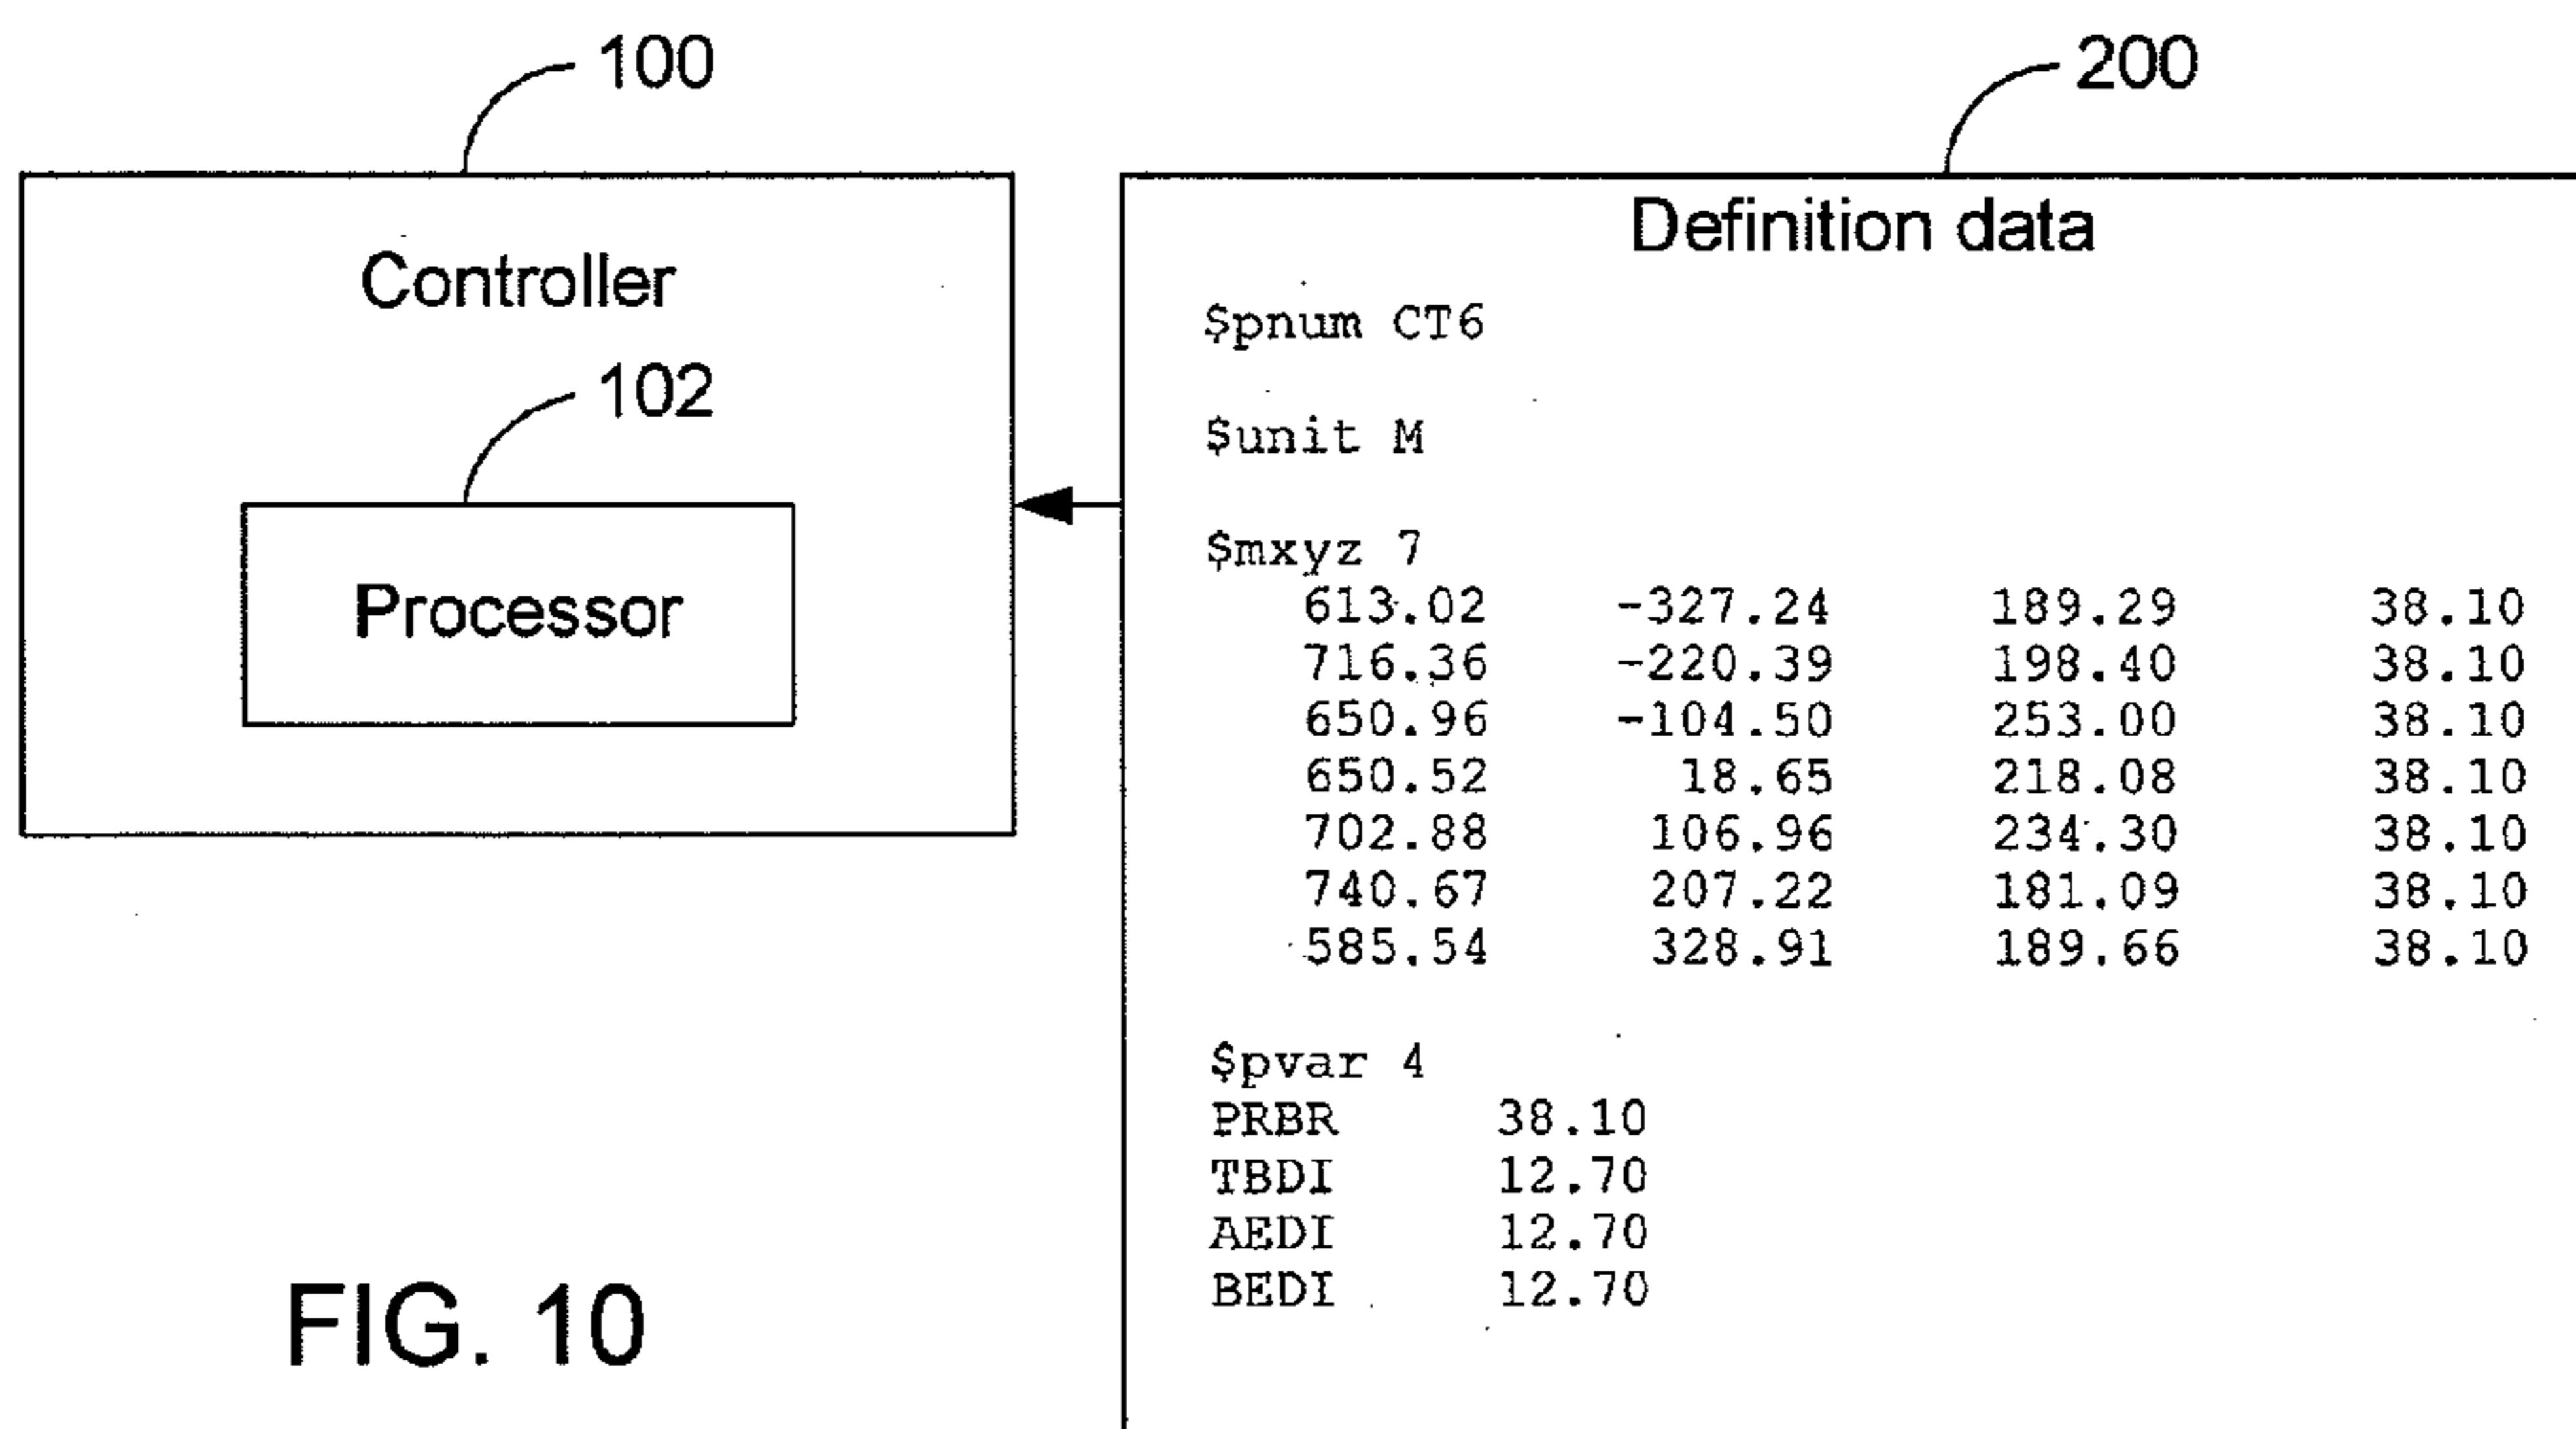 100
Controller
102
Processor
200
Definition data
$pnum CT6
$unit M
$mxyz 7
613.02 -327.24 189.29 38.10
716.36 -220.39 198.40 38.10
650.96 -104.50 253.00 38.10
650.52 18.65 218.08 38.10
702.88 106.96 234.30 38.10
740.67 207.22 181.09 38.10
585.54 328.91 189.66 38.10
$pvar 4
PRBR 38.10
TBDI 12.70
AEDI 12.70
BEDI 12.70
FIG. 10